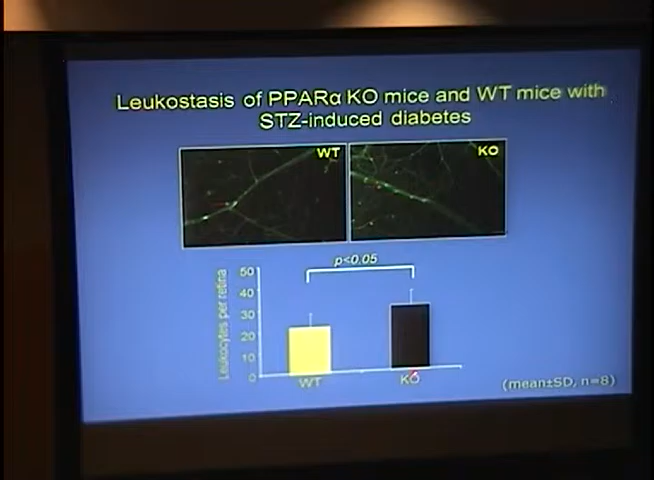 Leukostasis of PPARα KO mice and WT mice with
STZ-induced diabetes
WT
KO
p<0.05
Leukocytes per retina
50
40
30
20
10
0
WT
KO
(mean±SD, n=8)